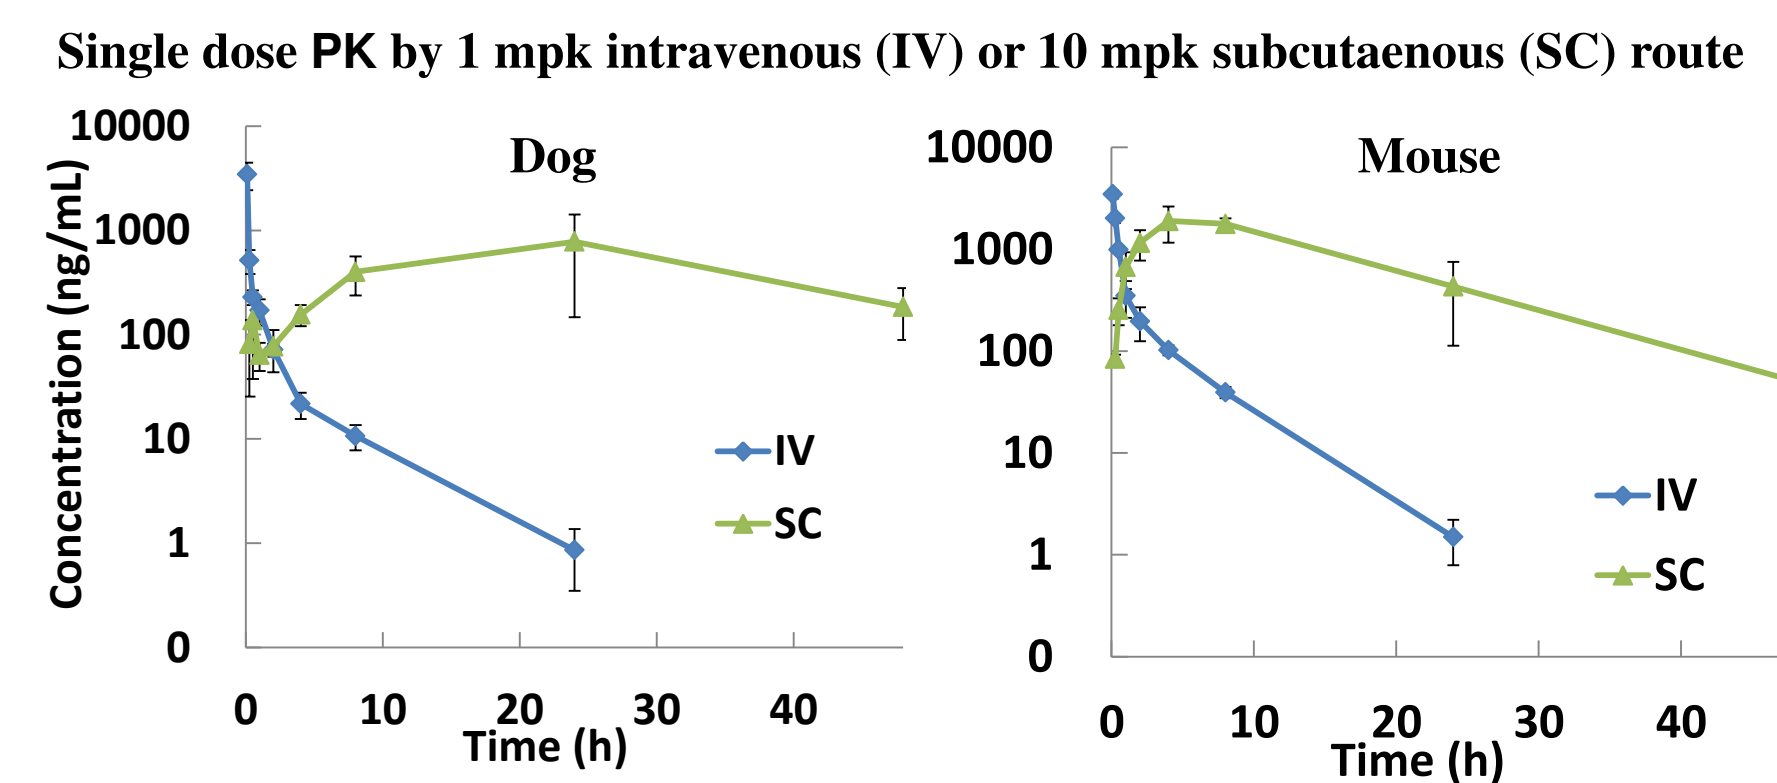 Single dose PK by 1 mpk intravenous (IV) or 10 mpk subcutaenous (SC) route
Dog
Concentration (ng/mL)
10000
1000
100
10
1
0
0 10 20 30 40
Time (h)
IV
SC
Mouse
10000
1000
100
10
1
0
0 10 20 30 40
Time (h)
IV
SC